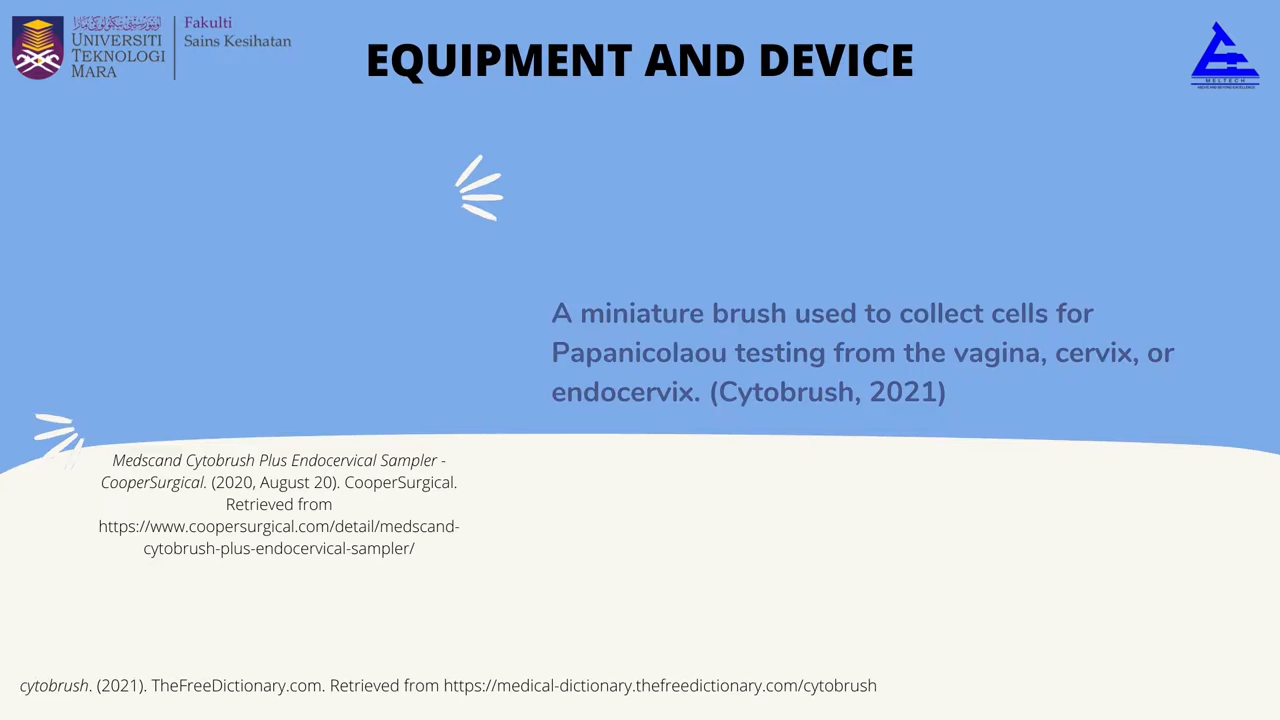 UNIVERSITI
TEKNOLOGI
MARA
Fakulti
Sains Kesihatan
EQUIPMENT AND DEVICE
MELTECH
A miniature brush used to collect cells for
Papanicolaou testing from the vagina, cervix, or
endocervix. (Cytobrush, 2021)
Medscand Cytobrush Plus Endocervical Sampler -
CooperSurgical. (2020, August 20). CooperSurgical.
Retrieved from
https://www.coopersurgical.com/detail/medscand-
cytobrush-plus-endocervical-sampler/
cytobrush. (2021). TheFreeDictionary.com. Retrieved from https://medical-dictionary.thefreedictionary.com/cytobrush